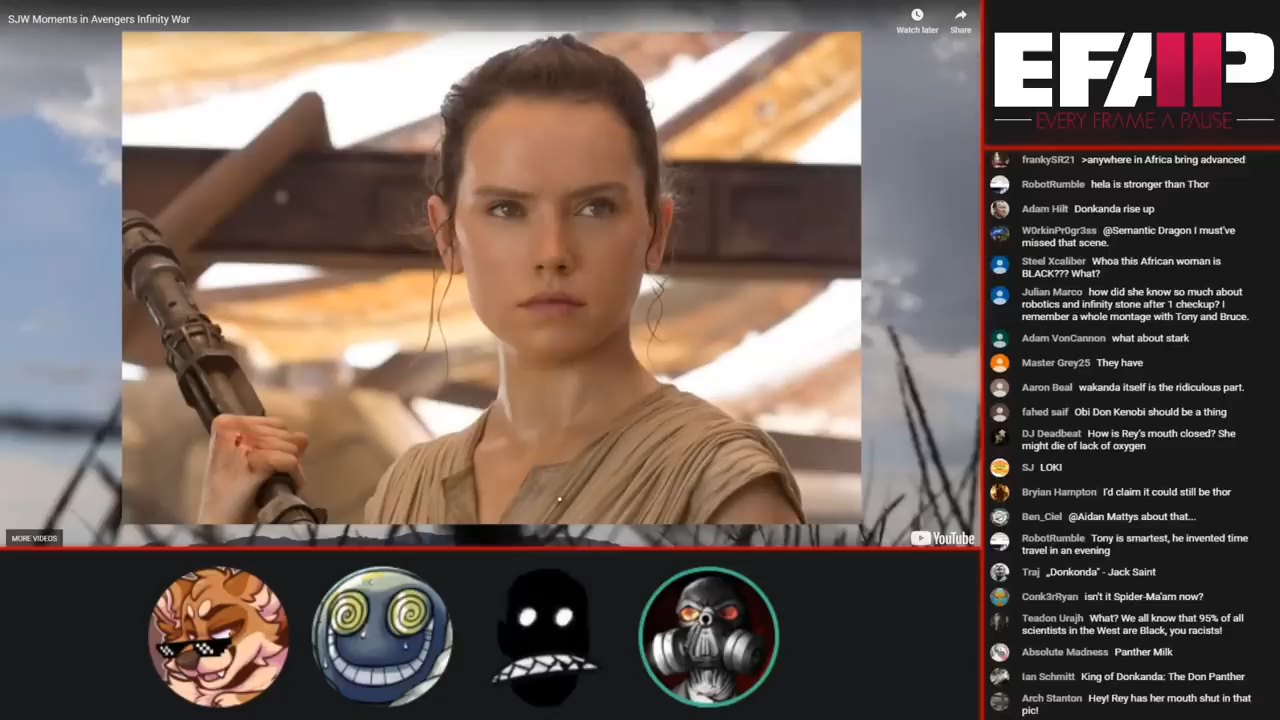 SJW Moments in Avengers Infinity War
Watch later
Share
MORE VIDEOS
YouTube
EFAP
EVERY FRAME A PAUSE
frankySR21 >anywhere in Africa bring advanced
RobotRumble hela is stronger than Thor
Adam Hilt Donkanda rise up
W0rkinPr0gr3ss @Semantic Dragon I must've
missed that scene.
Steel Xcaliber Whoa this African woman is
BLACK??? What?
Julian Marco how did she know so much about
robotics and infinity stone after 1 checkup? I
remember a whole montage with Tony and Bruce.
Adam VonCannon what about stark
Master Grey25 They have
Aaron Beal wakanda itself is the ridiculous part.
fahed saif Obi Don Kenobi should be a thing
DJ Deadbeat How is Rey's mouth closed? She
might die of lack of oxygen
SJ LOKI
Bryian Hampton I'd claim it could still be thor
Ben_Ciel @Aidan Mattys about that...
RobotRumble Tony is smartest, he invented time
travel in an evening
Traj „Donkonda" - Jack Saint
Conk3rRyan isn't it Spider-Ma'am now?
Teadon Urajh What? We all know that 95% of all
scientists in the West are Black, you racists!
Absolute Madness Panther Milk
Ian Schmitt King of Donkanda: The Don Panther
Arch Stanton Hey! Rey has her mouth shut in that
pic!